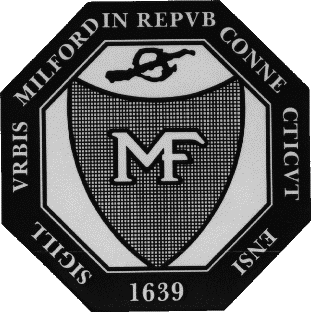 SIGILL VRBIS MILFORD IN REPVB CONNE CTICVT ENSI
MF
1639